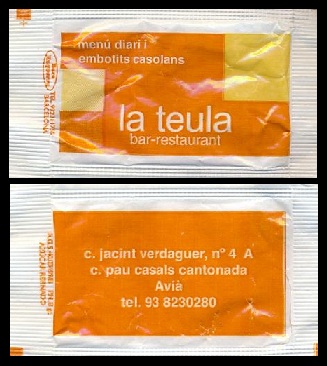 menú diari i
embotits casolans
la teula
bar-restaurant
BARCELONA
c. jacint verdaguer, nº 4 A
c. pau casals cantonada
Avià
tel. 93 8230280